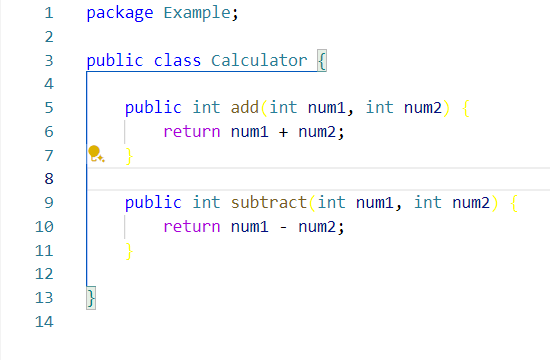 1 package Example;
2
3 public class Calculator {
4
5     public int add(int num1, int num2) {
6         return num1 + num2;
7     }
8
9     public int subtract(int num1, int num2) {
10         return num1 - num2;
11     }
12
13 }
14